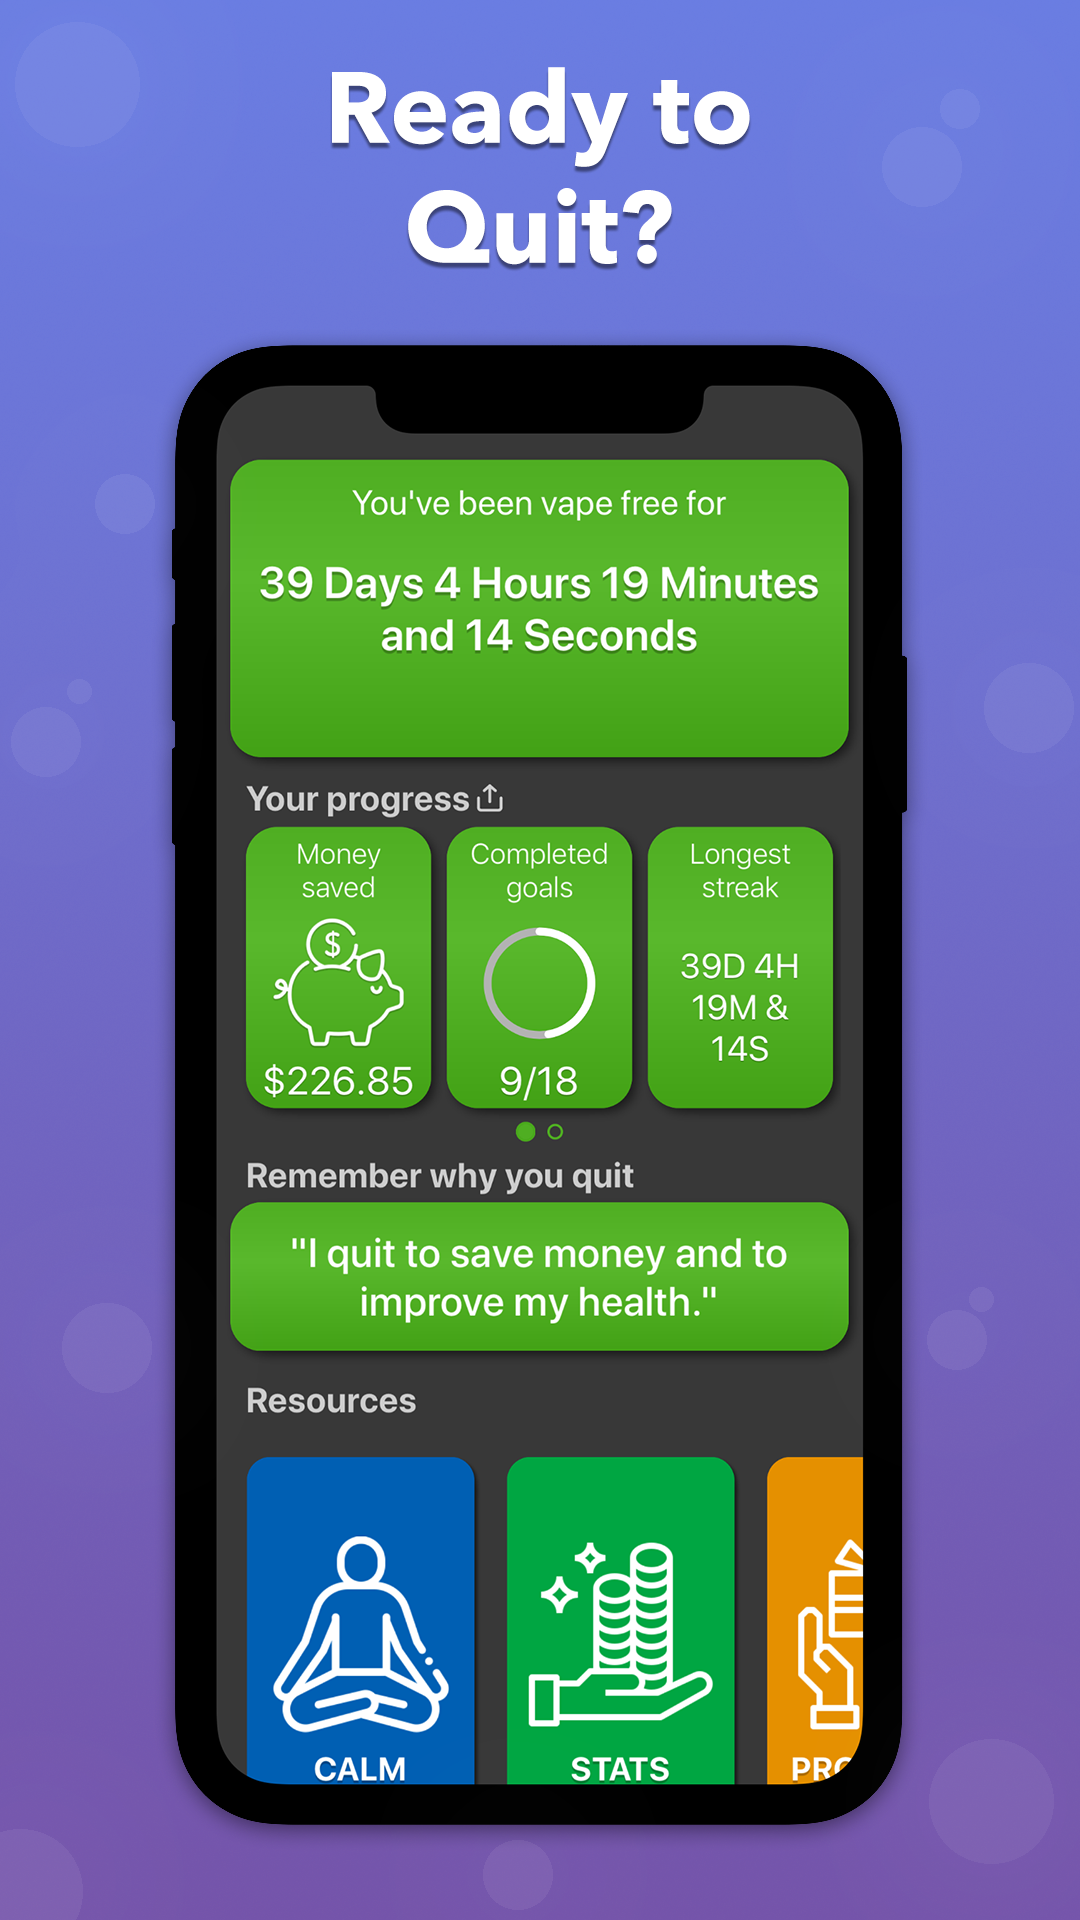 Ready to
Quit?
You've been vape free for
39 Days 4 Hours 19 Minutes
and 14 Seconds
Your progress
Money
saved
$
$226.85
Completed
goals
9/18
Longest
streak
39D 4H
19M &
14S
Remember why you quit
"I quit to save money and to
improve my health."
Resources
CALM
STATS